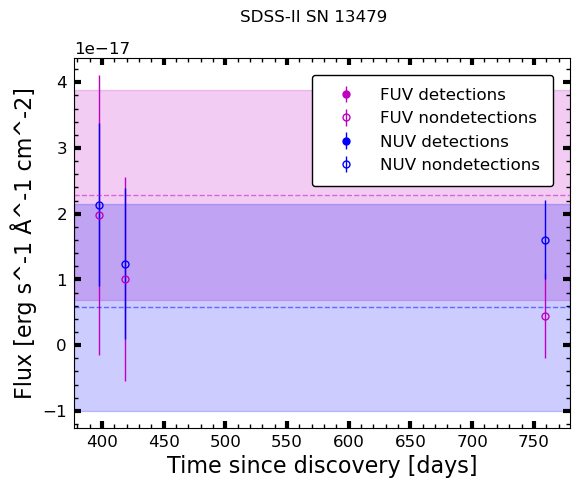 SDSS-II SN 13479
1e−17
FUV detections
FUV nondetections
NUV detections
NUV nondetections
4
3
2
1
0
−1
Flux [erg s^-1 Å^-1 cm^-2]
400 450 500 550 600 650 700 750
Time since discovery [days]